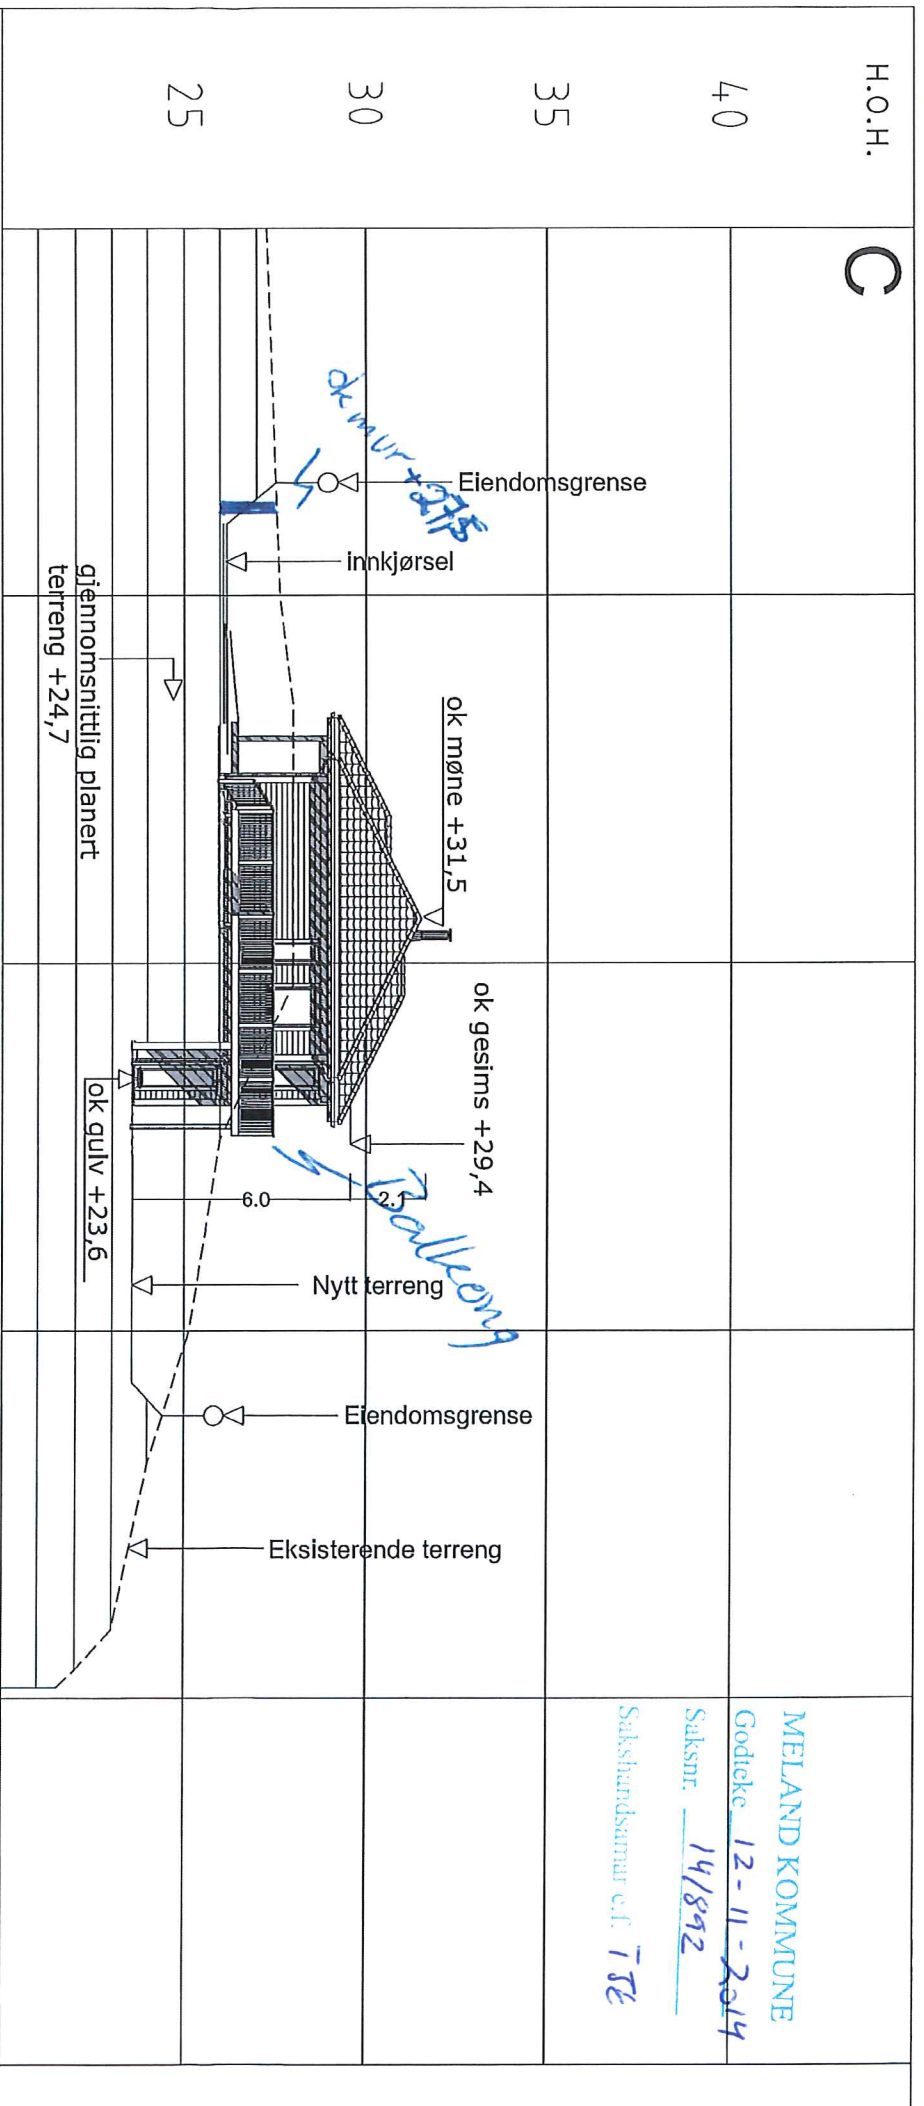 H.O.H.
C
40
35
30
25
ok mur +27,5
Eiendomsgrense
innkjørsel
gjennomsnittlig planert
terreng +24,7
ok møne +31,5
ok gesims +29,4
ok gulv +23,6
6.0
2.1
Balkong
Nytt terreng
Eiendomsgrense
Eksisterende terreng
MELAND KOMMUNE
Godteke 12-11-2014
Saksnr. 14/892
Sakshandsamar e.f.